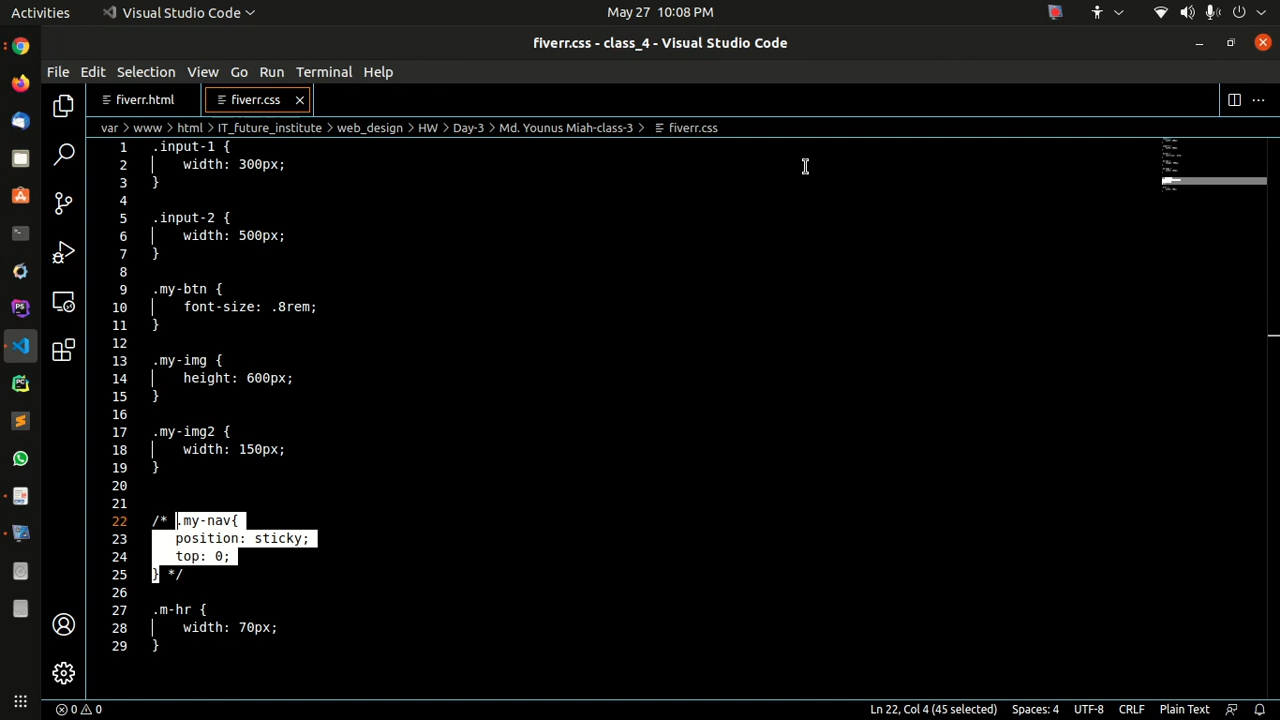 Activities Visual Studio Code May 27 10:08 PM
fiverr.css - class_4 - Visual Studio Code
File Edit Selection View Go Run Terminal Help
fiverr.html fiverr.css
var > www > html > IT_future_institute > web_design > HW > Day-3 > Md. Younus Miah-class-3 > fiverr.css
1 .input-1 {
2 width: 300px;
3 }
4
5 .input-2 {
6 width: 500px;
7 }
8
9 .my-btn {
10 font-size: .8rem;
11 }
12
13 .my-img {
14 height: 600px;
15 }
16
17 .my-img2 {
18 width: 150px;
19 }
20
21
22 /* .my-nav{
23 position: sticky;
24 top: 0;
25 } */
26
27 .m-hr {
28 width: 70px;
29 }
0 0 Ln 22, Col 4 (45 selected) Spaces: 4 UTF-8 CRLF Plain Text